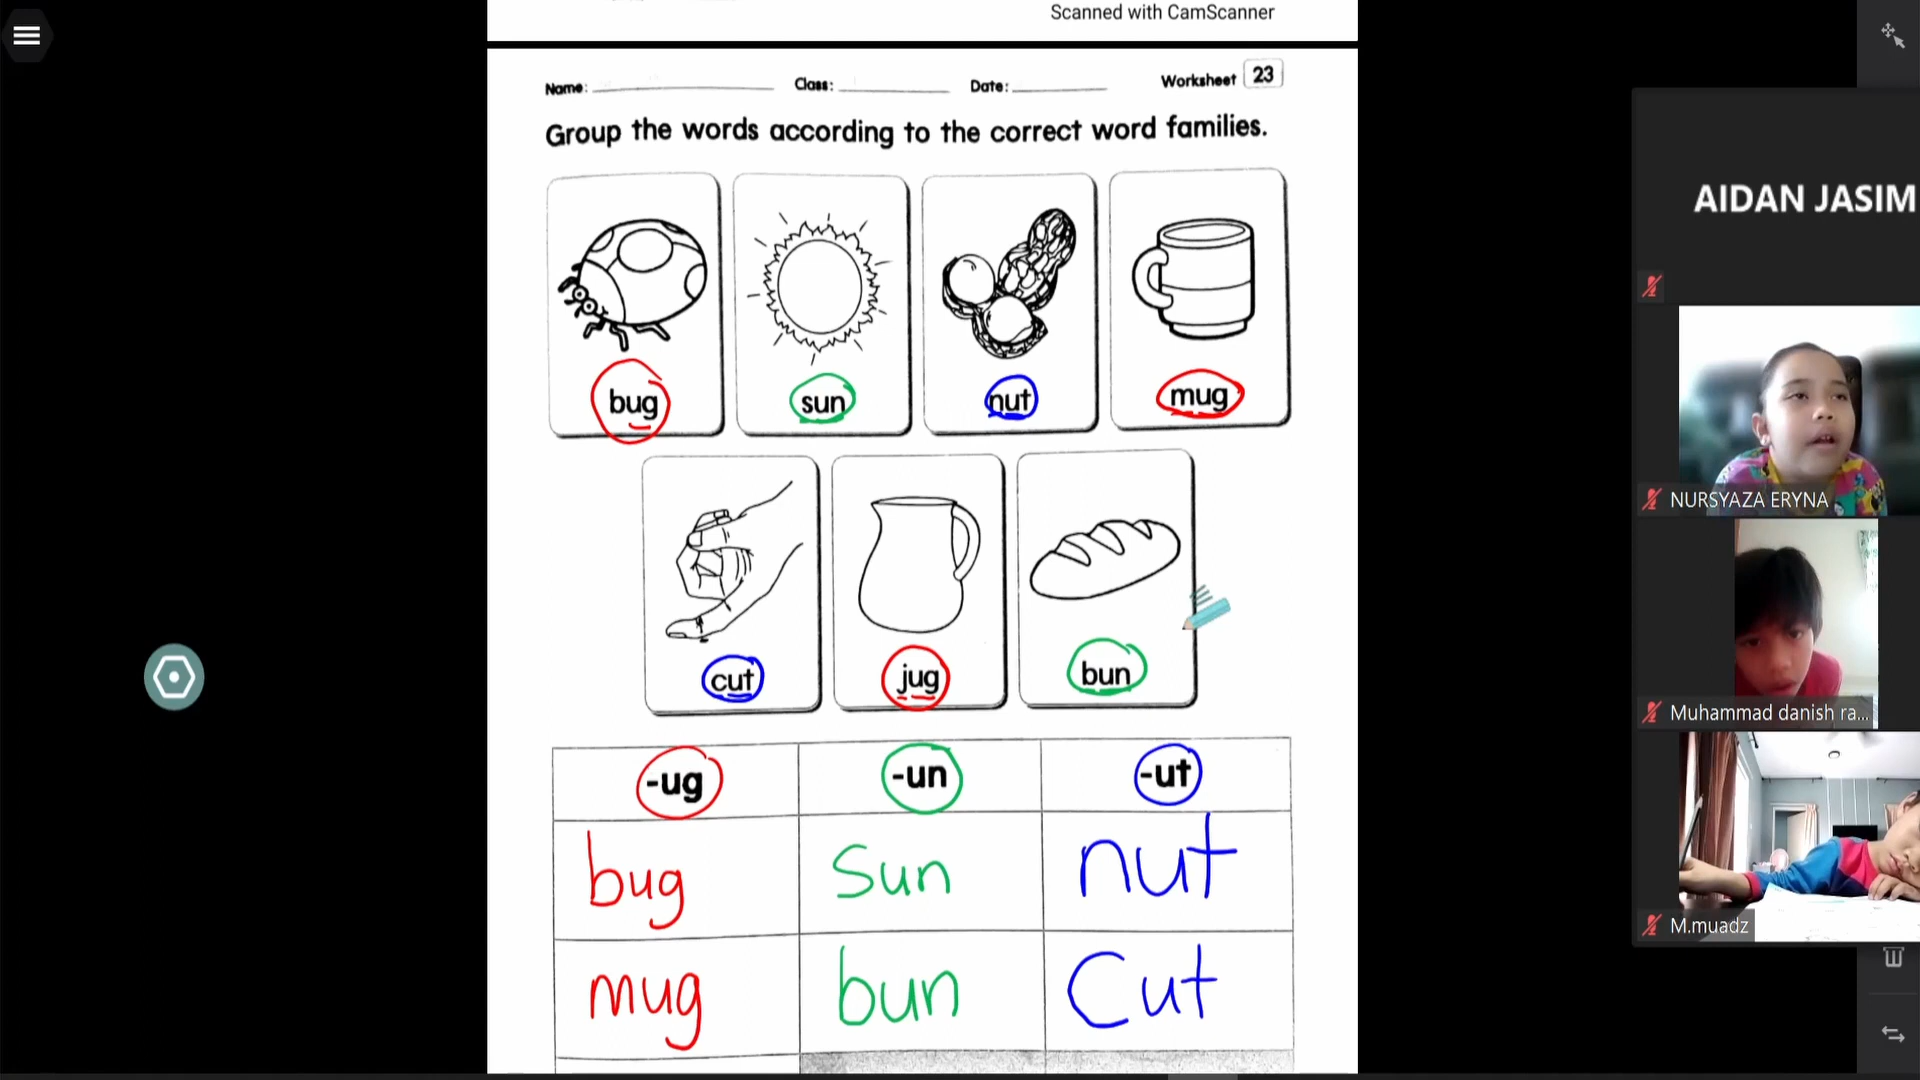 Scanned with CamScanner
Name: Class: Date: Worksheet 23
Group the words according to the correct word families.
bug sun nut mug
cut jug bun
-ug -un -ut
bug sun nut
mug bun cut
AIDAN JASIM
NURSYAZA ERYNA
Muhammad danish ra...
M.muadz